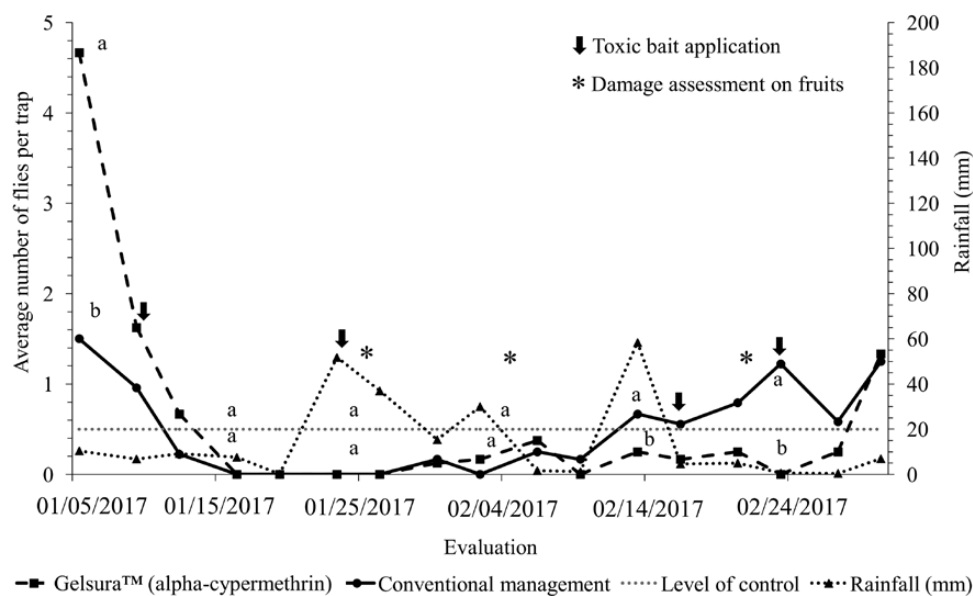 5
4
3
2
1
0
Average number of flies per trap
200
180
160
140
120
100
80
60
40
20
0
Rainfall (mm)
Toxic bait application
* Damage assessment on fruits
a
b
a
a
a
a
a
a
a
b
a
b
* * *
01/05/2017 01/15/2017 01/25/2017 02/04/2017 02/14/2017 02/24/2017
Evaluation
Gelsura™ (alpha-cypermethrin) Conventional management Level of control Rainfall (mm)